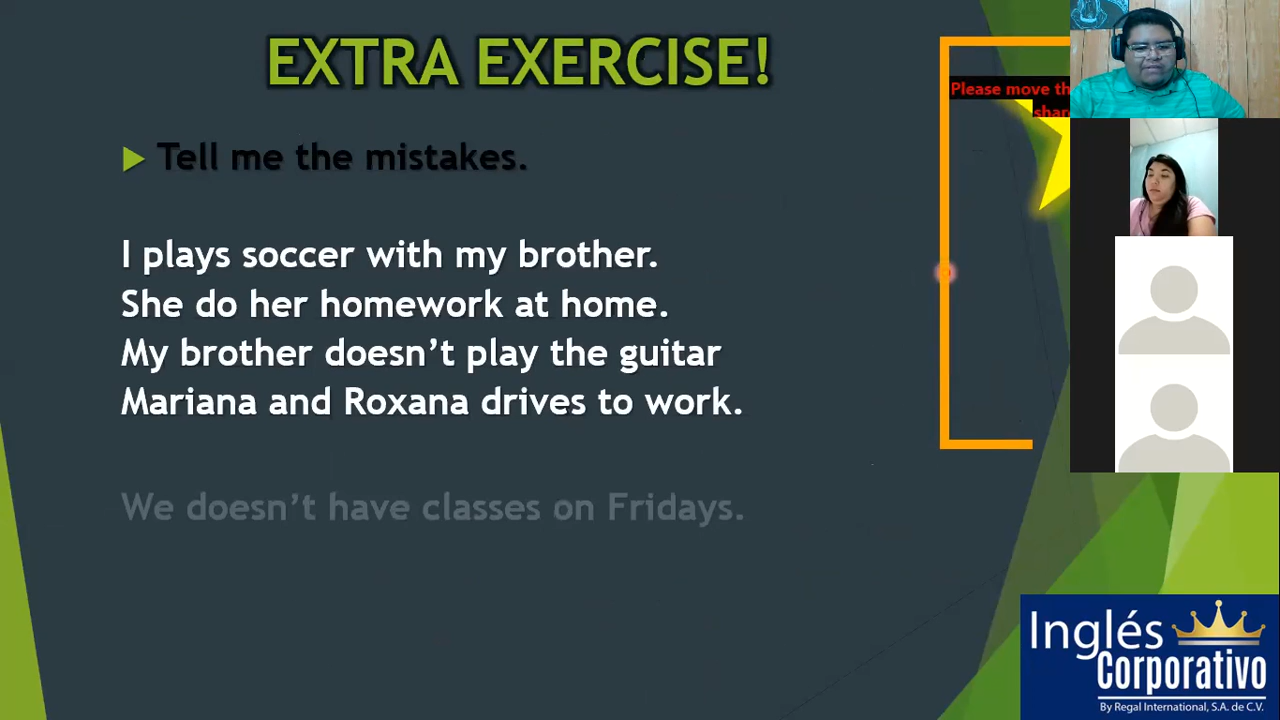 EXTRA EXERCISE!
Please move th
shar
Tell me the mistakes.
I plays soccer with my brother.
She do her homework at home.
My brother doesn’t play the guitar
Mariana and Roxana drives to work.
We doesn’t have classes on Fridays.
Inglés
Corporativo
By Regal International, S.A. de C.V.